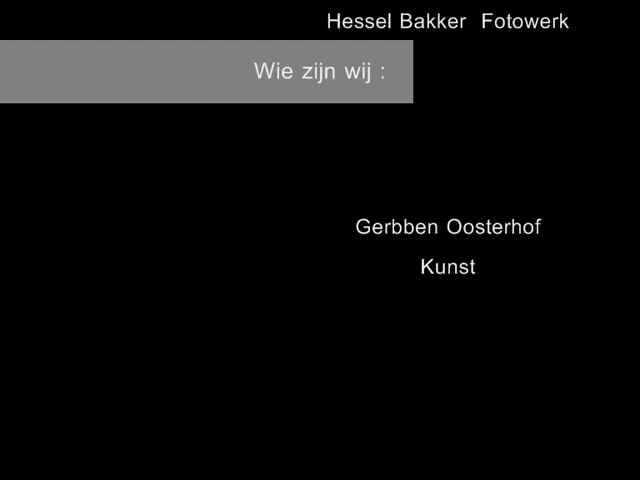 Hessel Bakker  Fotowerk
Wie zijn wij :
Gerbben Oosterhof
Kunst